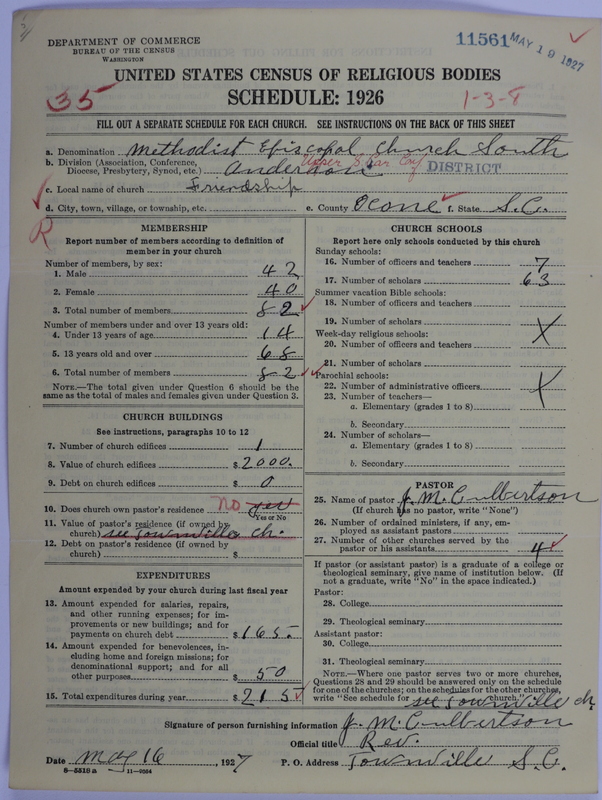 DEPARTMENT OF COMMERCE
BUREAU OF THE CENSUS
WASHINGTON
11561 MAY 19 1927
UNITED STATES CENSUS OF RELIGIOUS BODIES
SCHEDULE: 1926
35
1-3-8
FILL OUT A SEPARATE SCHEDULE FOR EACH CHURCH. SEE INSTRUCTIONS ON THE BACK OF THIS SHEET
a. Denomination Methodist Episcopal Church South
b. Division (Association, Conference, Diocese, Presbytery, Synod, etc.) Anderson Upper S Car DISTRICT
c. Local name of church Friendship
d. City, town, village, or township, etc. e. County Ocone f. State S.C.
R
MEMBERSHIP
Report number of members according to definition of
member in your church
Number of members, by sex:
1. Male 42
2. Female 40
3. Total number of members 82
Number of members under and over 13 years old:
4. Under 13 years of age 14
5. 13 years old and over 68
6. Total number of members 82
NOTE.—The total given under Question 6 should be the
same as the total of males and females given under Question 3.
CHURCH BUILDINGS
See instructions, paragraphs 10 to 12
7. Number of church edifices 1
8. Value of church edifices $2000.
9. Debt on church edifices $ 0
10. Does church own pastor's residence? no yes
Yes or No
11. Value of pastor's residence (if owned by
church) see Townville Ch.
12. Debt on pastor's residence (if owned by
church) $
EXPENDITURES
Amount expended by your church during last fiscal year
13. Amount expended for salaries, repairs,
and other running expenses; for im-
provements or new buildings; and for
payments on church debt $165.
14. Amount expended for benevolences, in-
cluding home and foreign missions; for
denominational support; and for all
other purposes $ 50
15. Total expenditures during year $215
CHURCH SCHOOLS
Report here only schools conducted by this church
Sunday schools:
16. Number of officers and teachers 7
17. Number of scholars 63
Summer vacation Bible schools:
18. Number of officers and teachers
19. Number of scholars X
Week-day religious schools:
20. Number of officers and teachers
21. Number of scholars
Parochial schools:
22. Number of administrative officers X
23. Number of teachers—
a. Elementary (grades 1 to 8)
b. Secondary
24. Number of scholars—
a. Elementary (grades 1 to 8)
b. Secondary
PASTOR
25. Name of pastor J. M. Culbertson
(If church has no pastor, write "None")
26. Number of ordained ministers, if any, em-
ployed as assistant pastors
27. Number of other churches served by the
pastor or his assistants 4
If pastor (or assistant pastor) is a graduate of a college or
theological seminary, give name of institution below. (If
not a graduate, write "No" in the space indicated.)
Pastor:
28. College
29. Theological seminary
Assistant pastor:
30. College
31. Theological seminary
NOTE.—Where one pastor serves two or more churches,
Questions 28 and 29 should be answered only on the schedule
for one of the churches; on the schedules for the other churches,
write "See schedule for see Townville Ch. church."
Signature of person furnishing information J. M. Culbertson
Official title Rev.
Date May 16, 1927 P. O. Address Townville S.C.
8—5518 a 11—9064